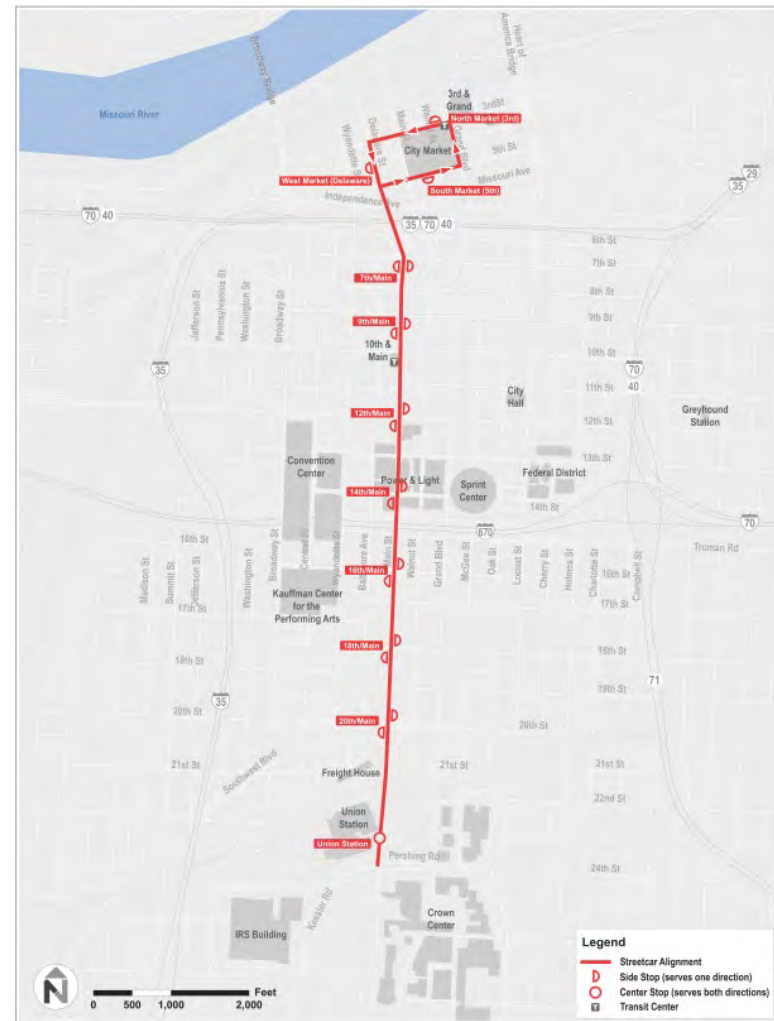 Missouri River
Broadway Bridge
Heart of
America Bridge
3rd &
Grand
3rd St
North Market (3rd)
Wyandotte St
Delaware St
Grand Blvd
City Market
5th St
Missouri Ave
West Market (Delaware)
South Market (5th)
Independence Ave
29
35
70 40
35 70 40
6th St
7th/Main
7th St
Jefferson St
Pennsylvania St
Washington St
Broadway St
8th St
9th/Main
9th St
10th &
Main
T
10th St
35
70
40
11th St
City
Hall
Greyhound
Station
12th/Main
12th St
13th St
Convention
Center
Power & Light
Sprint
Center
Federal District
14th/Main
14th St
670
70
Truman Rd
16th St
Madison St
Summit St
Jefferson St
Washington St
Broadway St
Central St
Wyandotte St
Baltimore Ave
Main St
Walnut St
Grand Blvd
McGee St
Oak St
Locust St
Cherry St
Holmes St
Charlotte St
Campbell St
16th/Main
16th St
Kauffman Center
for the
Performing Arts
17th St
17th St
18th/Main
18th St
18th St
71
19th St
35
20th St
20th/Main
20th St
21st St
Southwest Blvd
Freight House
21st St
21st St
22nd St
Union
Station
Union Station
Pershing Rd
24th St
Kessler Rd
IRS Building
Crown
Center
Legend
Streetcar Alignment
Side Stop (serves one direction)
Center Stop (serves both directions)
T Transit Center
N
Feet
0 500 1,000 2,000